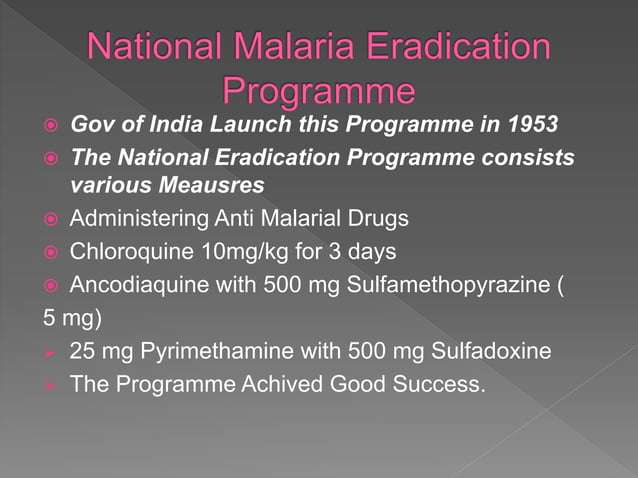 National Malaria Eradication
Programme
Gov of India Launch this Programme in 1953
The National Eradication Programme consists
various Meausres
Administering Anti Malarial Drugs
Chloroquine 10mg/kg for 3 days
Ancodiaquine with 500 mg Sulfamethopyrazine (
5 mg)
25 mg Pyrimethamine with 500 mg Sulfadoxine
The Programme Achived Good Success.